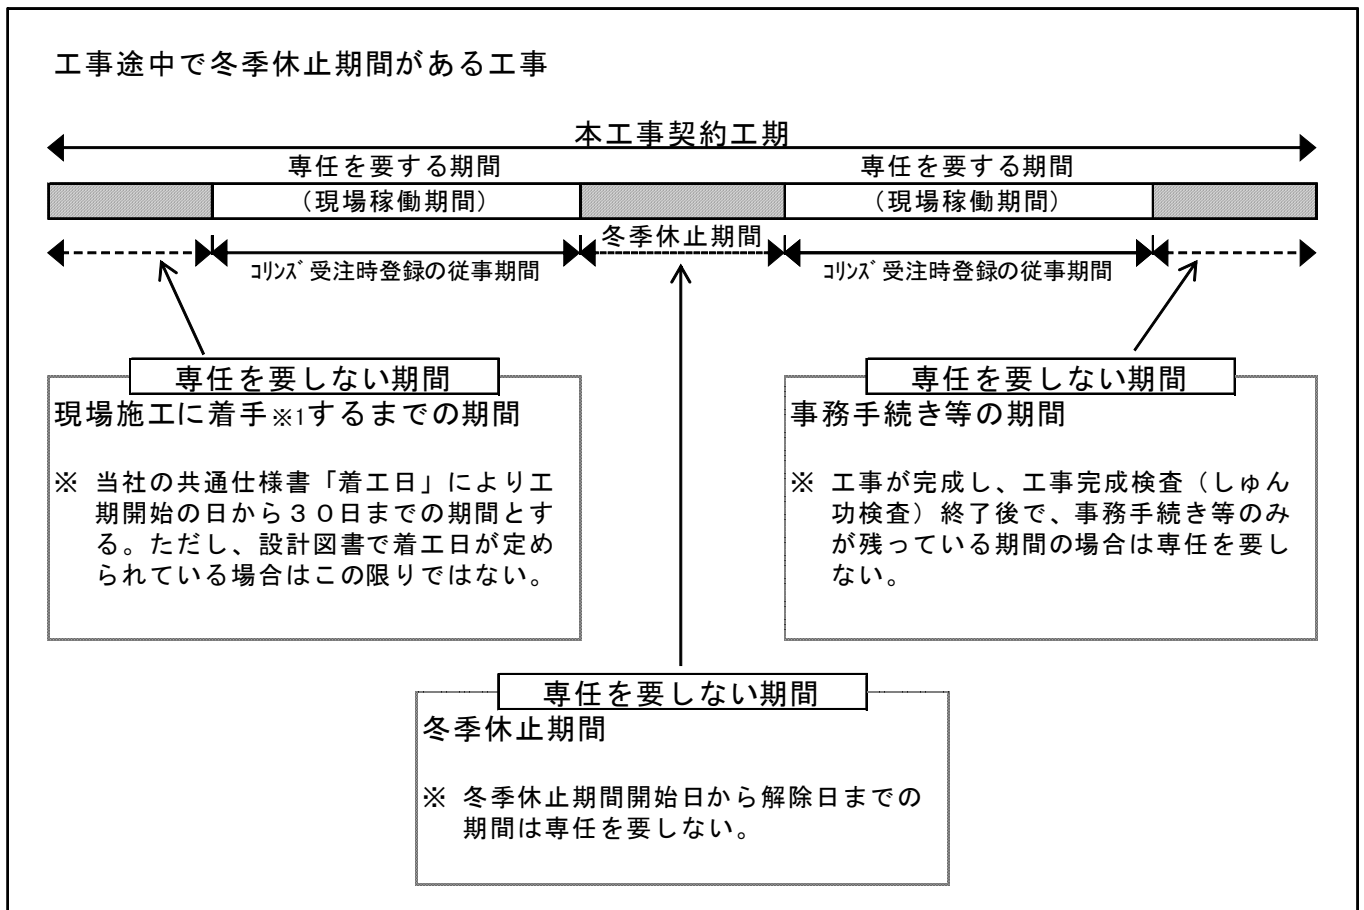 工事途中で冬季休止期間がある工事
本工事契約工期
専任を要する期間
専任を要する期間
(現場稼働期間)
(現場稼働期間)
冬季休止期間
ｺﾘﾝｽﾞ受注時登録の従事期間
ｺﾘﾝｽﾞ受注時登録の従事期間
専任を要しない期間
現場施工に着手※1するまでの期間
※ 当社の共通仕様書「着工日」により工
期開始の日から３０日までの期間とす
る。ただし、設計図書で着工日が定め
られている場合はこの限りではない。
専任を要しない期間
事務手続き等の期間
※ 工事が完成し、工事完成検査（しゅん
功検査）終了後で、事務手続き等のみ
が残っている期間の場合は専任を要し
ない。
専任を要しない期間
冬季休止期間
※ 冬季休止期間開始日から解除日までの
期間は専任を要しない。